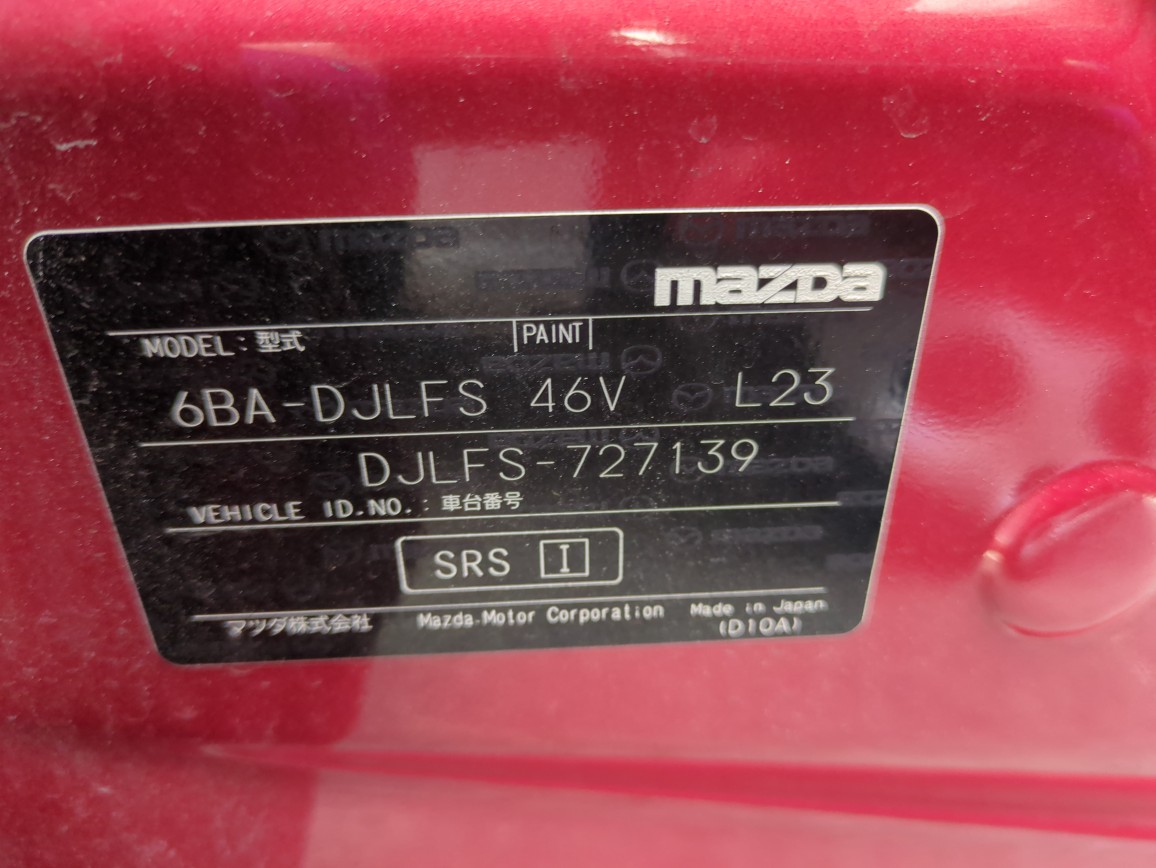 mazda
MODEL: 型式 PAINT
6BA-DJLFS 46V L23
DJLFS-727139
VEHICLE ID.NO.: 車台番号
SRS I
マツダ株式会社 Mazda Motor Corporation Made in Japan
(D10A)